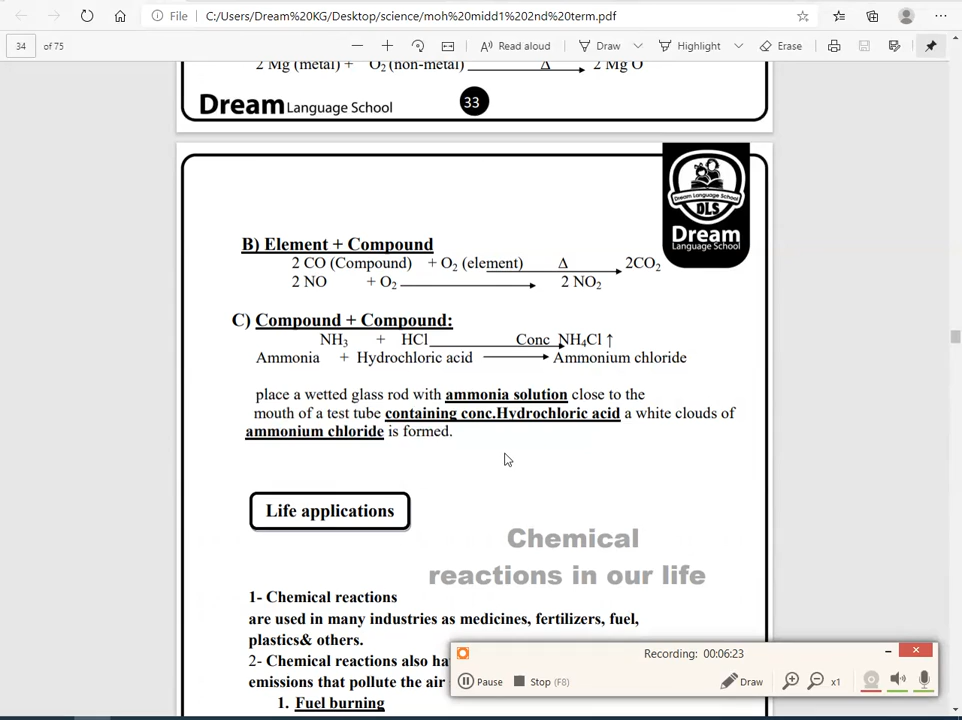 File
C:/Users/Dream%20KG/Desktop/science/moh%20midd1%202nd%20term.pdf
34 of 75
Read aloud
Draw
Highlight
Erase
2 Mg (metal) + O₂ (non-metal) Δ 2 Mg O
Dream Language School 33
DLS
Dream
Language School
B) Element + Compound
2 CO (Compound) + O₂ (element) Δ 2CO₂
2 NO + O₂ 2 NO₂
C) Compound + Compound:
NH₃ + HCl Conc NH₄Cl ↑
Ammonia + Hydrochloric acid Ammonium chloride
place a wetted glass rod with ammonia solution close to the
mouth of a test tube containing conc.Hydrochloric acid a white clouds of
ammonium chloride is formed.
Life applications
Chemical
reactions in our life
1- Chemical reactions
are used in many industries as medicines, fertilizers, fuel,
plastics& others.
2- Chemical reactions also ha
emissions that pollute the air
1. Fuel burning
Recording: 00:06:23
Pause
Stop (F8)
Draw
x1